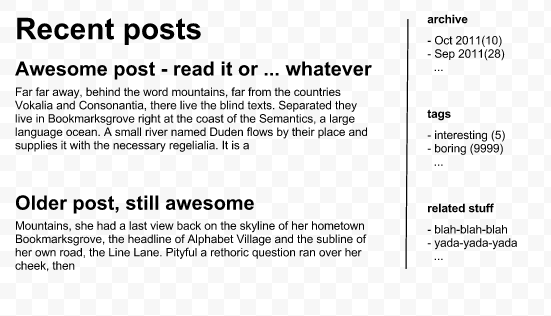 Recent posts
Awesome post - read it or ... whatever
Far far away, behind the word mountains, far from the countries
Vokalia and Consonantia, there live the blind texts. Separated they
live in Bookmarksgrove right at the coast of the Semantics, a large
language ocean. A small river named Duden flows by their place and
supplies it with the necessary regelialia. It is a
Older post, still awesome
Mountains, she had a last view back on the skyline of her hometown
Bookmarksgrove, the headline of Alphabet Village and the subline of
her own road, the Line Lane. Pityful a rethoric question ran over her
cheek, then
archive
- Oct 2011(10)
- Sep 2011(28)
...
tags
- interesting (5)
- boring (9999)
...
related stuff
- blah-blah-blah
- yada-yada-yada
...